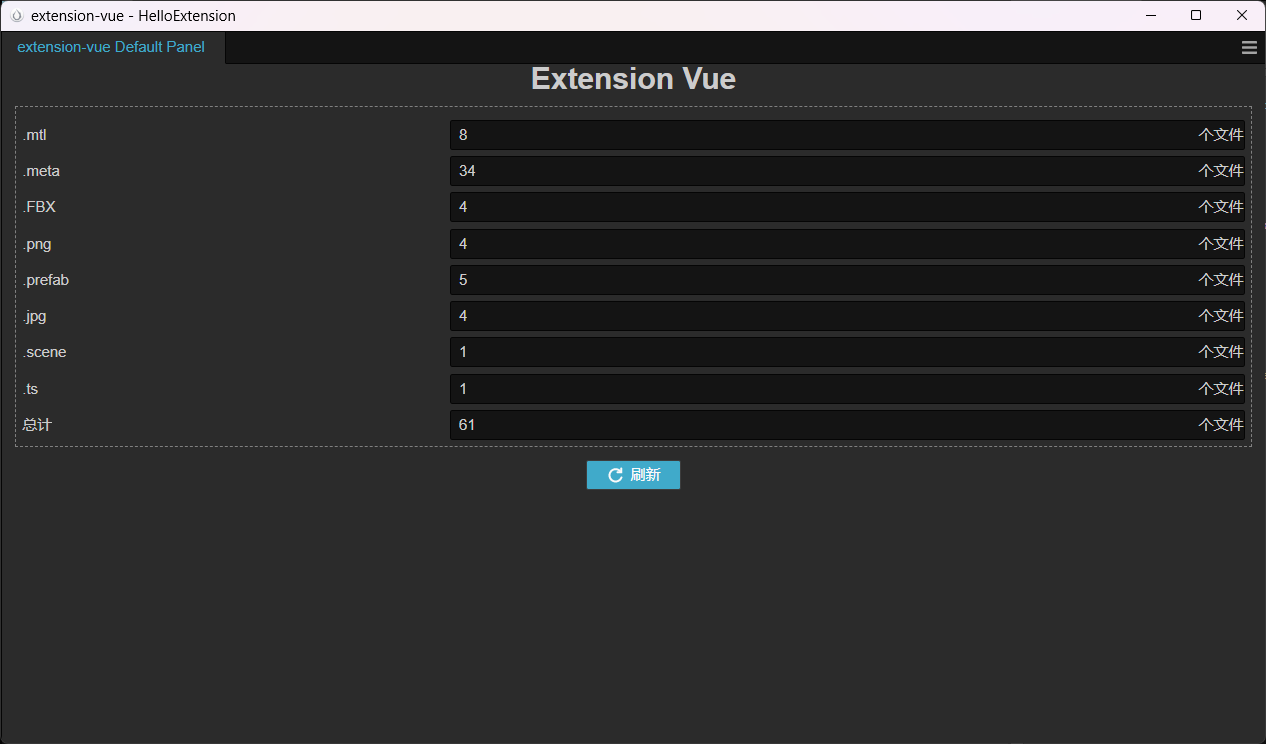 extension-vue - HelloExtension
extension-vue Default Panel
Extension Vue
.mtl 8 个文件
.meta 34 个文件
.FBX 4 个文件
.png 4 个文件
.prefab 5 个文件
.jpg 4 个文件
.scene 1 个文件
.ts 1 个文件
总计 61 个文件
刷新